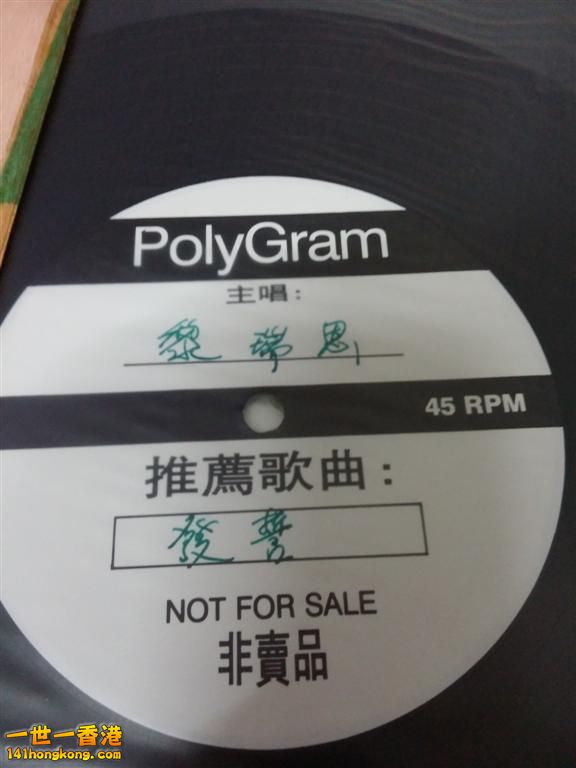 PolyGram
主唱:
黎瑞恩
45 RPM
推薦歌曲:
發誓
NOT FOR SALE
非賣品
一世一香港
141hongkong.com